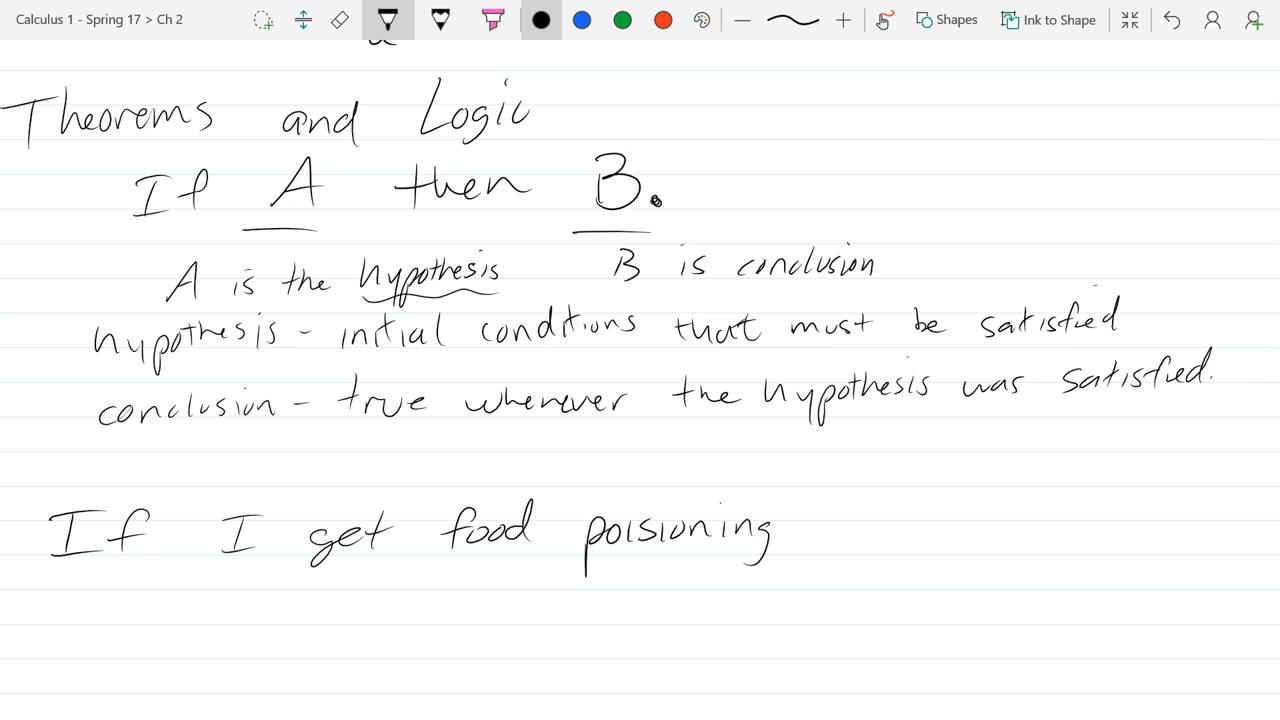 Calculus 1 - Spring 17 > Ch 2
Shapes
Ink to Shape
Theorems and Logic
If A then B.
A is the hypothesis B is conclusion
hypothesis - initial conditions that must be satisfied
conclusion - true whenever the hypothesis was satisfied.
If I get food poisioning